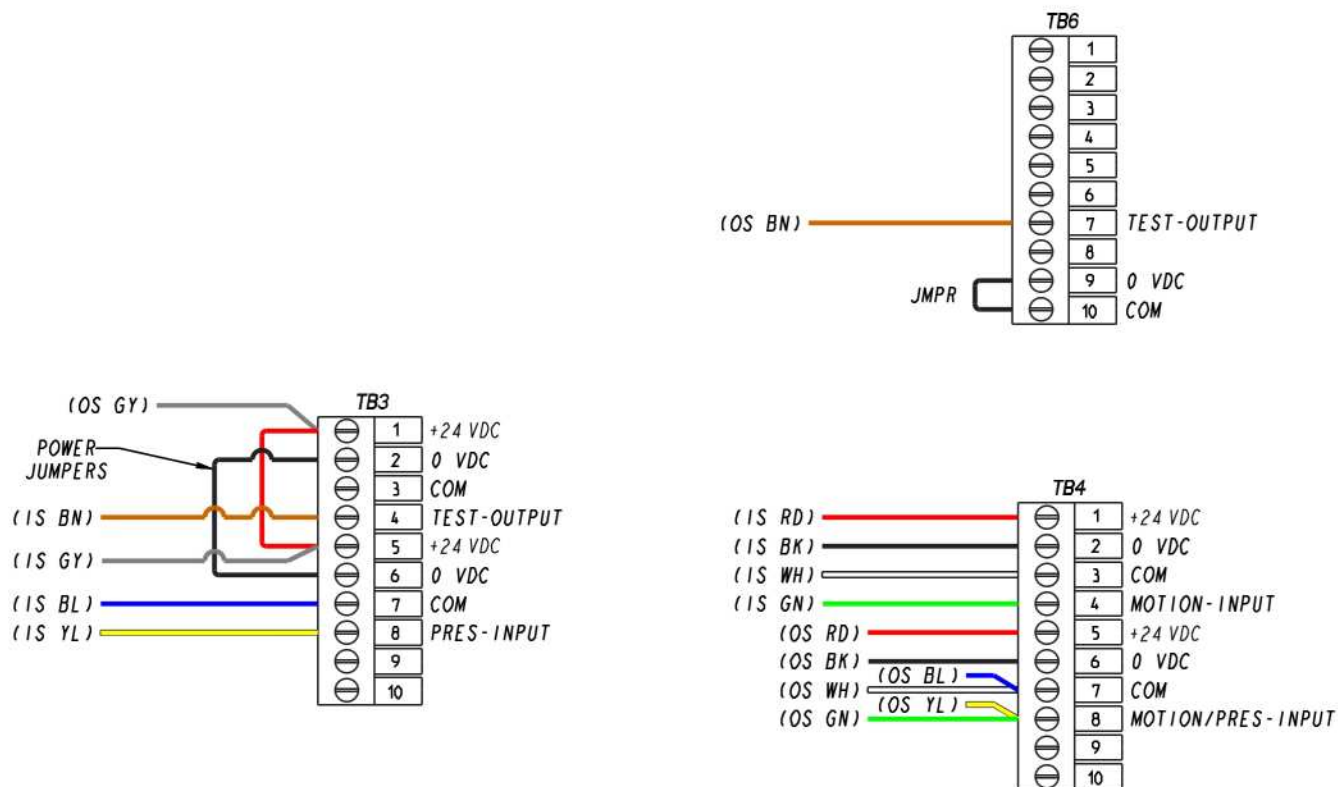 TB6
1
2
3
4
5
6
(OS BN) 7 TEST-OUTPUT
8
9 0 VDC
JMPR
10 COM
TB3
(OS GY)
1 +24 VDC
POWER
JUMPERS
2 0 VDC
3 COM
(IS BN) 4 TEST-OUTPUT
5 +24 VDC
(IS GY)
6 0 VDC
(IS BL) 7 COM
(IS YL) 8 PRES-INPUT
9
10
TB4
(IS RD) 1 +24 VDC
(IS BK) 2 0 VDC
(IS WH) 3 COM
(IS GN) 4 MOTION-INPUT
(OS RD) 5 +24 VDC
(OS BK) 6 0 VDC
(OS BL)
(OS WH) 7 COM
(OS YL)
(OS GN) 8 MOTION/PRES-INPUT
9
10